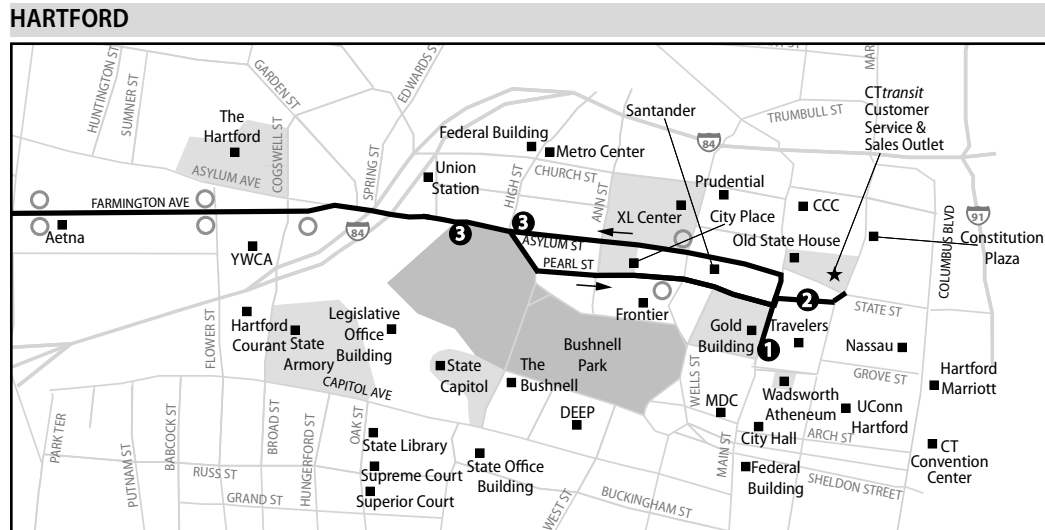 HARTFORD
HUNTINGTON ST
SUMNER ST
GARDEN ST
EDWARDS S
MAR
CTtransit
Customer
Service &
Sales Outlet
The
Hartford
COGSWELL ST
SPRING ST
Federal Building
Metro Center
Santander
TRUMBULL ST
84
ASYLUM AVE
Union
Station
HIGH ST
CHURCH ST
ANN ST
Prudential
XL Center
City Place
CCC
COLUMBUS BLVD
91
FARMINGTON AVE
84
3
3
ASYLUM ST
PEARL ST
Old State House
Constitution
Plaza
Aetna
YWCA
2
STATE ST
Frontier
Gold
Building
1
Travelers
Nassau
FLOWER ST
Hartford
Courant
State
Armory
Legislative
Office
Building
Bushnell
Park
WELLS ST
GROVE ST
Hartford
Marriott
CAPITOL AVE
State
Capitol
The
Bushnell
DEEP
MDC
Wadsworth
Atheneum
UConn
Hartford
PARK TER
PUTNAM ST
BABCOCK ST
BROAD ST
HUNGERFORD ST
OAK ST
State Library
MAIN ST
City Hall
ARCH ST
CT
Convention
Center
RUSS ST
GRAND ST
Supreme Court
Superior Court
State Office
Building
WEST ST
BUCKINGHAM ST
Federal
Building
SHELDON STREET